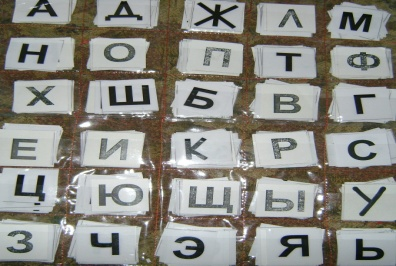 А Д Ж Л М
Н О П Т Ф
Х Ш Б В Г
Е И К Р С
Ц Ю Щ Ы У
З Ч Э Я Ь